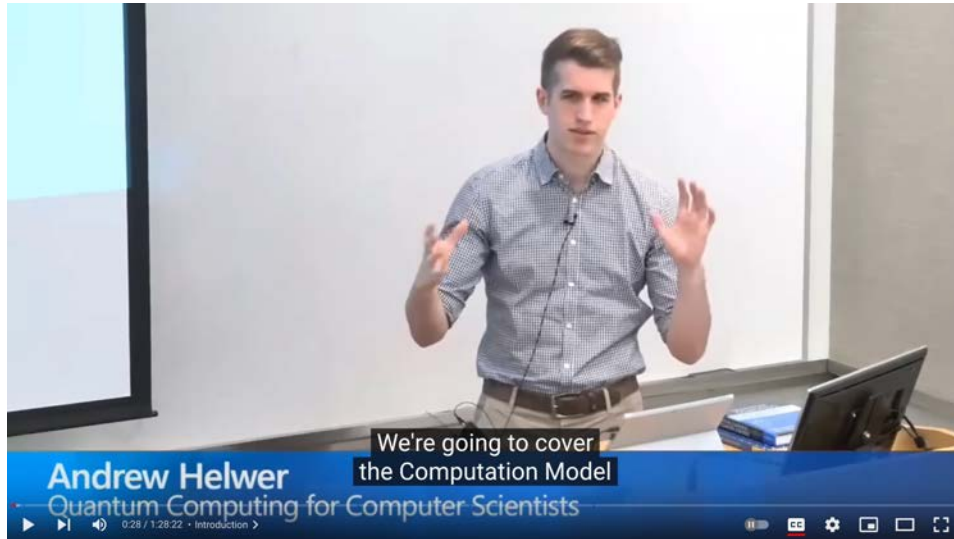 We're going to cover
the Computation Model
Andrew Helwer
Quantum Computing for Computer Scientists
0:28 / 1:28:22 • Introduction >
CC